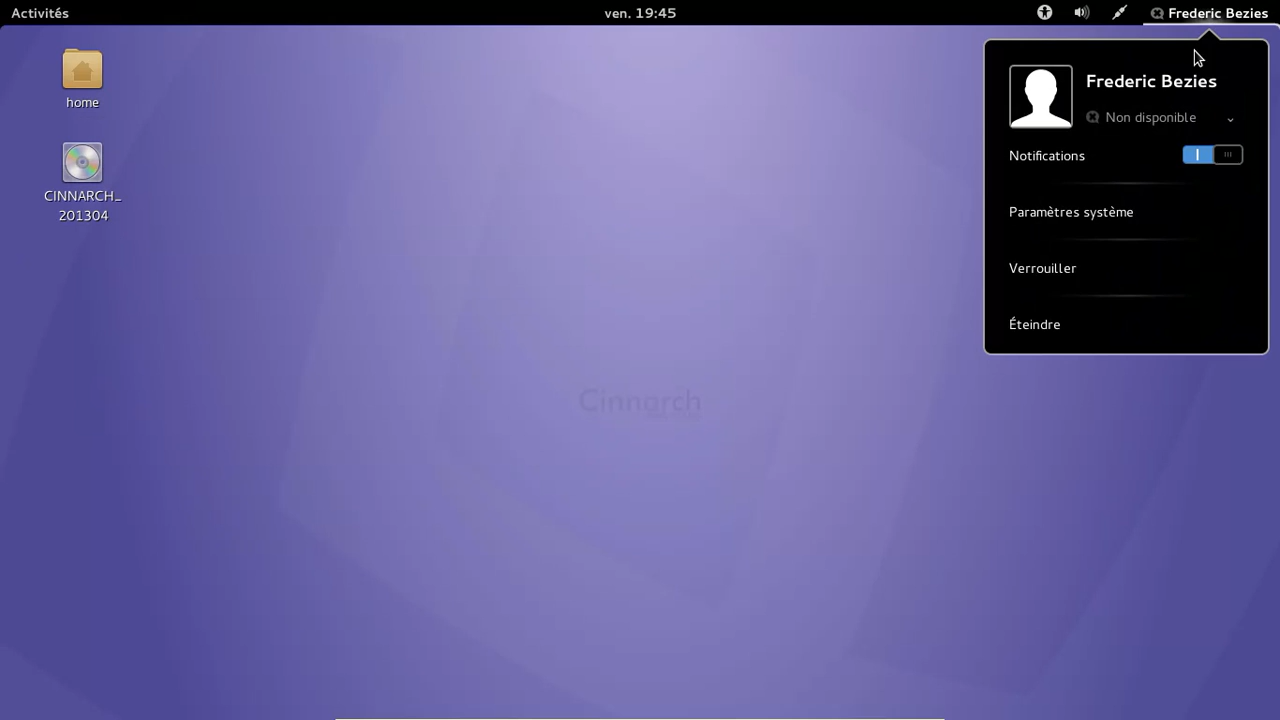 Activités
ven. 19:45
Frederic Bezies
home
CINNARCH_
201304
Frederic Bezies
Non disponible
Notifications
Paramètres système
Verrouiller
Éteindre
Cinnarch